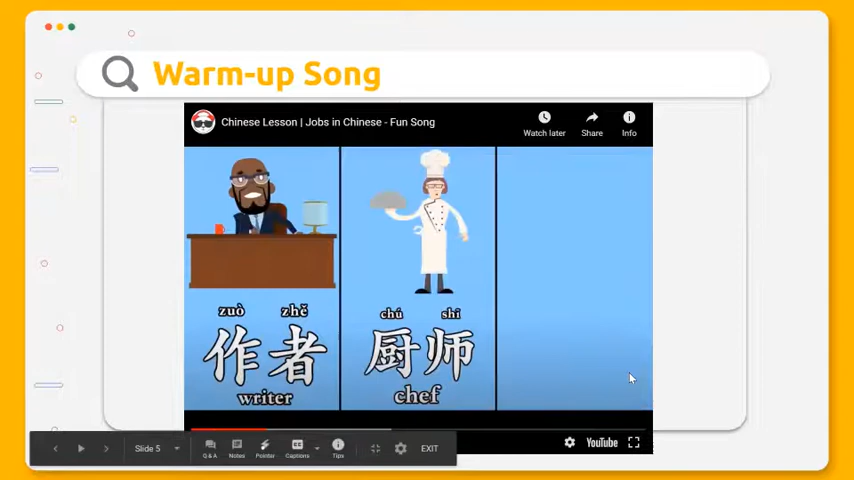 Warm-up Song
Chinese Lesson | Jobs in Chinese - Fun Song
Watch later
Share
Info
zuò zhě
作者
writer
chú shī
厨师
chef
Slide 5
Q & A
Notes
Pointer
Captions
Tips
EXIT
YouTube